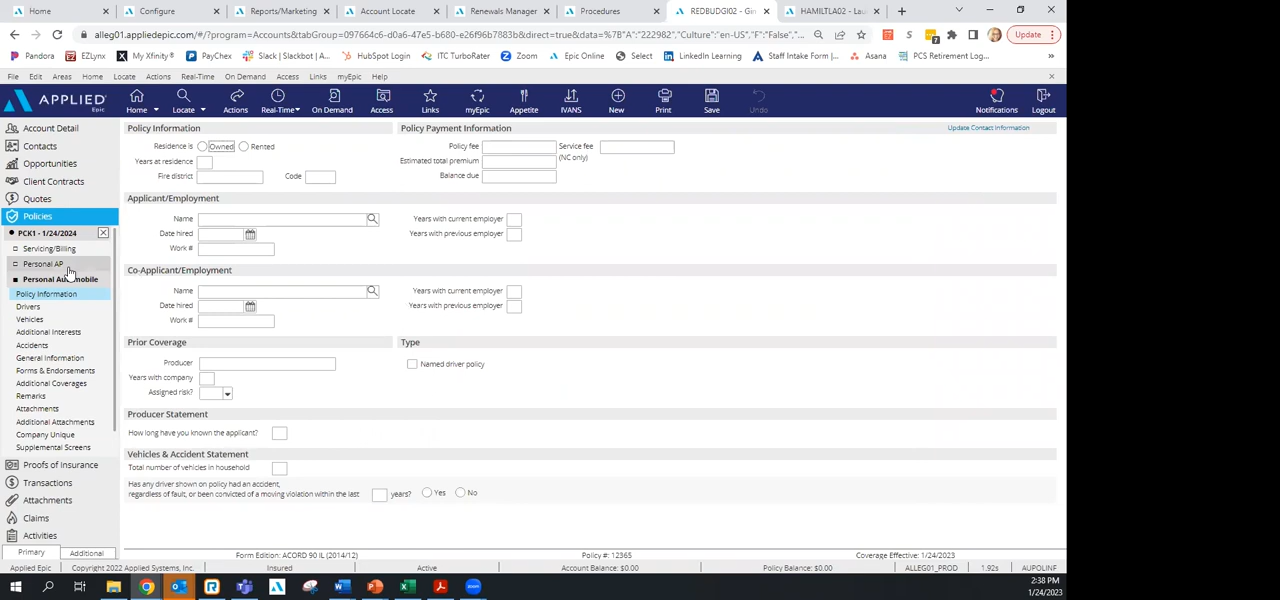 Home
Configure
Reports/Marketing
Account Locate
Renewals Manager
Procedures
REDBUDGI02 - Gin
HAMILTLA02 - Lau
alleg01.appliedepic.com/#/?program=Accounts&tabGroup=097664c6-d0a6-47e5-b680-e26f96b7883b&direct=true&data=%7B"A":"222982","Culture":"en-US","F":"False",...
Update
Pandora
EZLynx
PayChe
My Xfinity
Slack | Slackbot | A...
HubSpot
ITC TurboRater
Zoom
Epic Online
Select
LinkedIn Learning
Staff Intake Form /...
Asana
PCS Retirement Log...
File Edit Areas Home Locate Actions Real-Time On Demand Access Links myEpic Help
APPLIED
Epic
Home
Locate
Actions
Real-Time
On Demand
Access
Links
myEpic
Appetite
IVANS
New
Print
Save
Undo
Notifications
Logout
Account Detail
Contacts
Opportunities
Client Contracts
Quotes
Policies
PCK1 - 1/24/2024
Servicing/Billing
Personal AP
Personal Automobile
Policy Information
Drivers
Vehicles
Additional Interests
Accidents
General Information
Forms & Endorsements
Additional Coverages
Remarks
Attachments
Additional Attachments
Company Unique
Supplemental Screens
Proofs of Insurance
Transactions
Attachments
Claims
Activities
Primary Additional
Policy Information
Residence is Owned Rented
Years at residence
Fire district Code
Policy Payment Information
Update Contact Information
Policy fee Service fee
(NC only)
Estimated total premium
Balance due
Applicant/Employment
Name Years with current employer
Date hired Years with previous employer
Work #
Co-Applicant/Employment
Name Years with current employer
Date hired Years with previous employer
Work #
Prior Coverage
Producer
Years with company
Assigned risk?
Type
Named driver policy
Producer Statement
How long have you known the applicant?
Vehicles & Accident Statement
Total number of vehicles in household
Has any driver shown on policy had an accident,
regardless of fault, or been convicted of a moving violation within the last years? Yes No
Form Edition: ACORD 90 IL (2014/12) Policy #: 12365 Coverage Effective: 1/24/2023
Applied Epic Copyright 2022 Applied Systems, Inc. Insured Active Account Balance: $0.00 Policy Balance: $0.00 ALLEG01_PROD 1.92s AUPOLINF
2:38 PM
1/24/2023